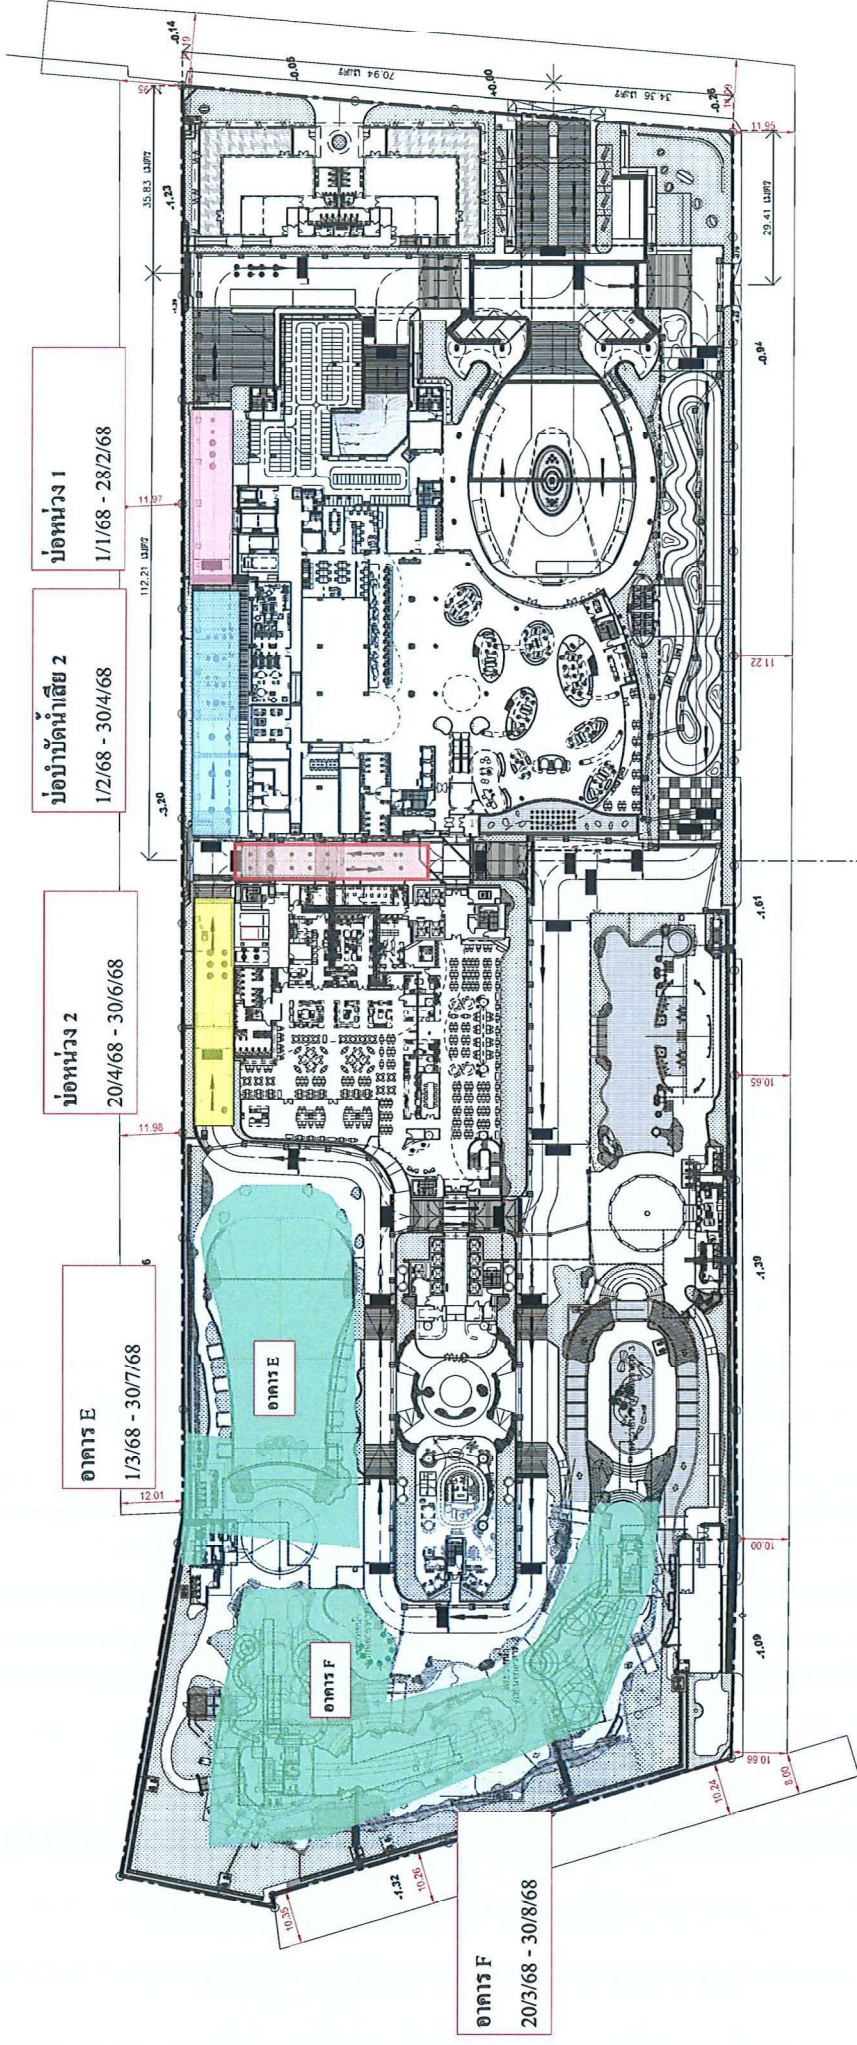 บ่อหน่วง 1
1/1/68 - 28/2/68
บ่อบำบัดน้ำเสีย 2
1/2/68 - 30/4/68
บ่อหน่วง 2
20/4/68 - 30/6/68
อาคาร E
1/3/68 - 30/7/68
อาคาร F
20/3/68 - 30/8/68
อาคาร E
อาคาร F
35.83 เมตร
112.21 เมตร
70.94 เมตร
34.36 เมตร
29.41 เมตร
-0.14
-0.05
±0.00
-0.26
-1.23
-3.20
-0.94
-1.61
-1.39
-1.09
-1.32
11.95
11.97
11.98
12.01
11.22
10.65
10.00
10.66
8.00
10.24
10.26
10.35
6